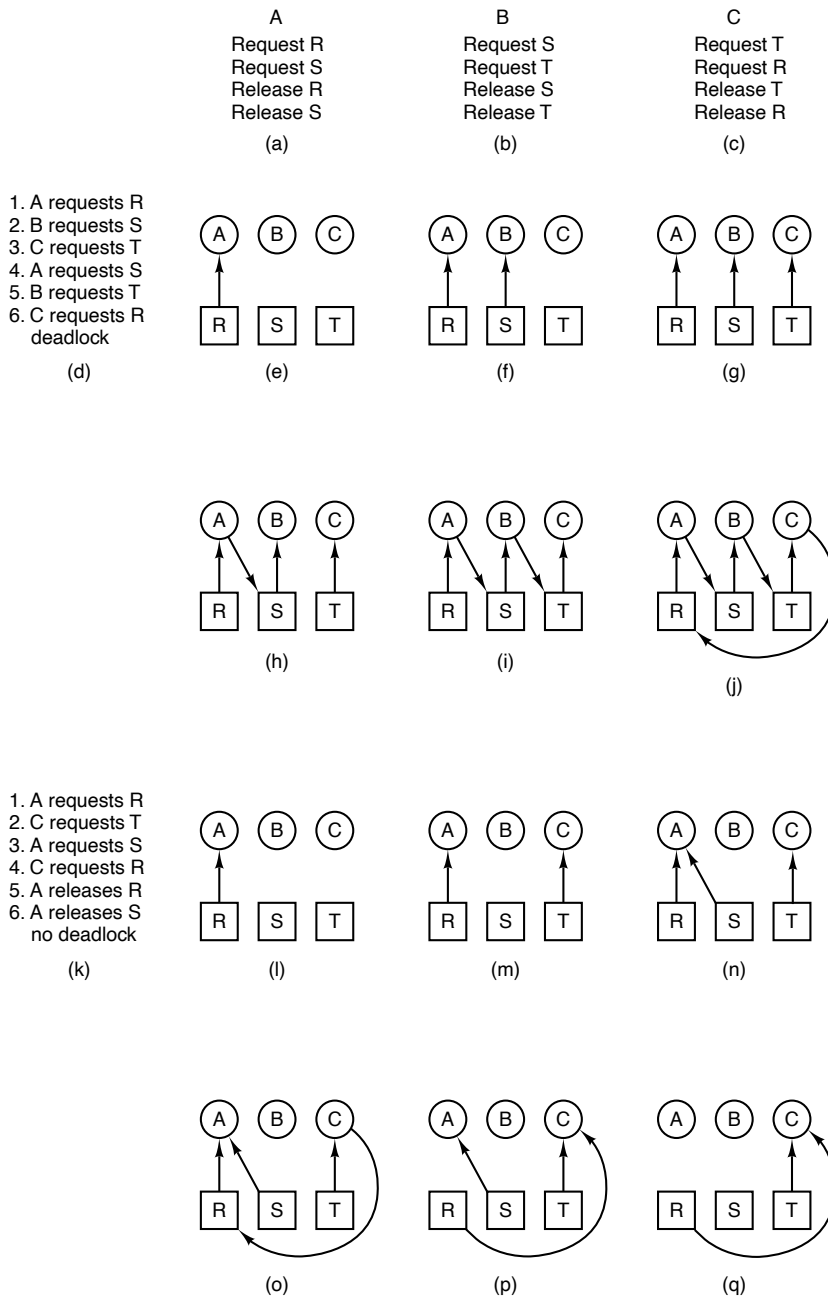 A B C
Request R Request S Request T
Request S Request T Request R
Release R Release S Release T
Release S Release T Release R
(a) (b) (c)
1. A requests R
2. B requests S
3. C requests T
4. A requests S
5. B requests T
6. C requests R
deadlock
(d)
A B C
R S T
(e)
A B C
R S T
(f)
A B C
R S T
(g)
A B C
R S T
(h)
A B C
R S T
(i)
A B C
R S T
(j)
1. A requests R
2. C requests T
3. A requests S
4. C requests R
5. A releases R
6. A releases S
no deadlock
(k)
A B C
R S T
(l)
A B C
R S T
(m)
A B C
R S T
(n)
A B C
R S T
(o)
A B C
R S T
(p)
A B C
R S T
(q)